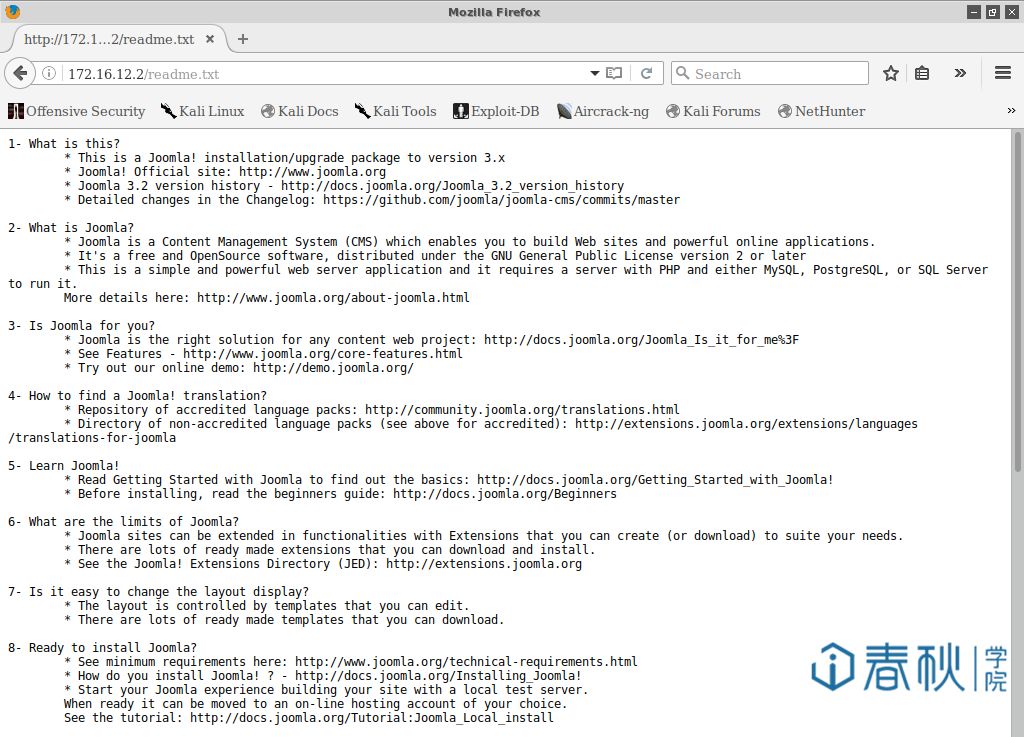 Mozilla Firefox
http://172.1...2/readme.txt
172.16.12.2/readme.txt
Search
Offensive Security
Kali Linux
Kali Docs
Kali Tools
Exploit-DB
Aircrack-ng
Kali Forums
NetHunter
1- What is this?
* This is a Joomla! installation/upgrade package to version 3.x
* Joomla! Official site: http://www.joomla.org
* Joomla 3.2 version history - http://docs.joomla.org/Joomla_3.2_version_history
* Detailed changes in the Changelog: https://github.com/joomla/joomla-cms/commits/master
2- What is Joomla?
* Joomla is a Content Management System (CMS) which enables you to build Web sites and powerful online applications.
* It's a free and OpenSource software, distributed under the GNU General Public License version 2 or later
* This is a simple and powerful web server application and it requires a server with PHP and either MySQL, PostgreSQL, or SQL Server
to run it.
More details here: http://www.joomla.org/about-joomla.html
3- Is Joomla for you?
* Joomla is the right solution for any content web project: http://docs.joomla.org/Joomla_Is_it_for_me%3F
* See Features - http://www.joomla.org/core-features.html
* Try out our online demo: http://demo.joomla.org/
4- How to find a Joomla! translation?
* Repository of accredited language packs: http://community.joomla.org/translations.html
* Directory of non-accredited language packs (see above for accredited): http://extensions.joomla.org/extensions/languages
/translations-for-joomla
5- Learn Joomla!
* Read Getting Started with Joomla to find out the basics: http://docs.joomla.org/Getting_Started_with_Joomla!
* Before installing, read the beginners guide: http://docs.joomla.org/Beginners
6- What are the limits of Joomla?
* Joomla sites can be extended in functionalities with Extensions that you can create (or download) to suite your needs.
* There are lots of ready made extensions that you can download and install.
* See the Joomla! Extensions Directory (JED): http://extensions.joomla.org
7- Is it easy to change the layout display?
* The layout is controlled by templates that you can edit.
* There are lots of ready made templates that you can download.
8- Ready to install Joomla?
* See minimum requirements here: http://www.joomla.org/technical-requirements.html
* How do you install Joomla! ? - http://docs.joomla.org/Installing_Joomla!
* Start your Joomla experience building your site with a local test server.
When ready it can be moved to an on-line hosting account of your choice.
See the tutorial: http://docs.joomla.org/Tutorial:Joomla_Local_install
春秋 学院